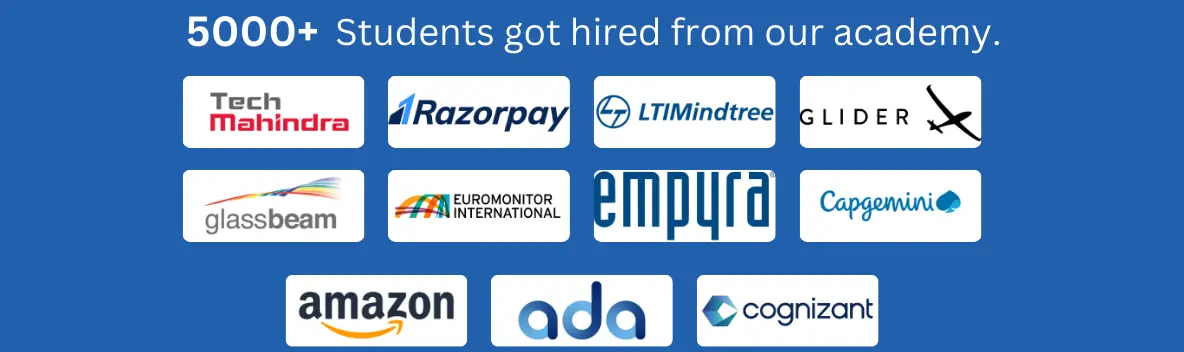 5000+ Students got hired from our academy.
Tech
Mahindra
Razorpay
LTIMindtree
GLIDER
glassbeam
EUROMONITOR
INTERNATIONAL
empyra
Capgemini
amazon
ada
cognizant